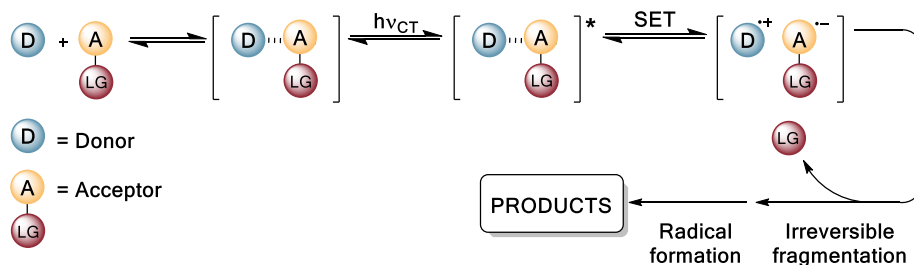 D + A LG [ D A LG ] hνCT [ D A LG ] * SET [ D •+ A •− LG ]
D = Donor
LG
A = Acceptor
LG
PRODUCTS
Radical formation
Irreversible fragmentation